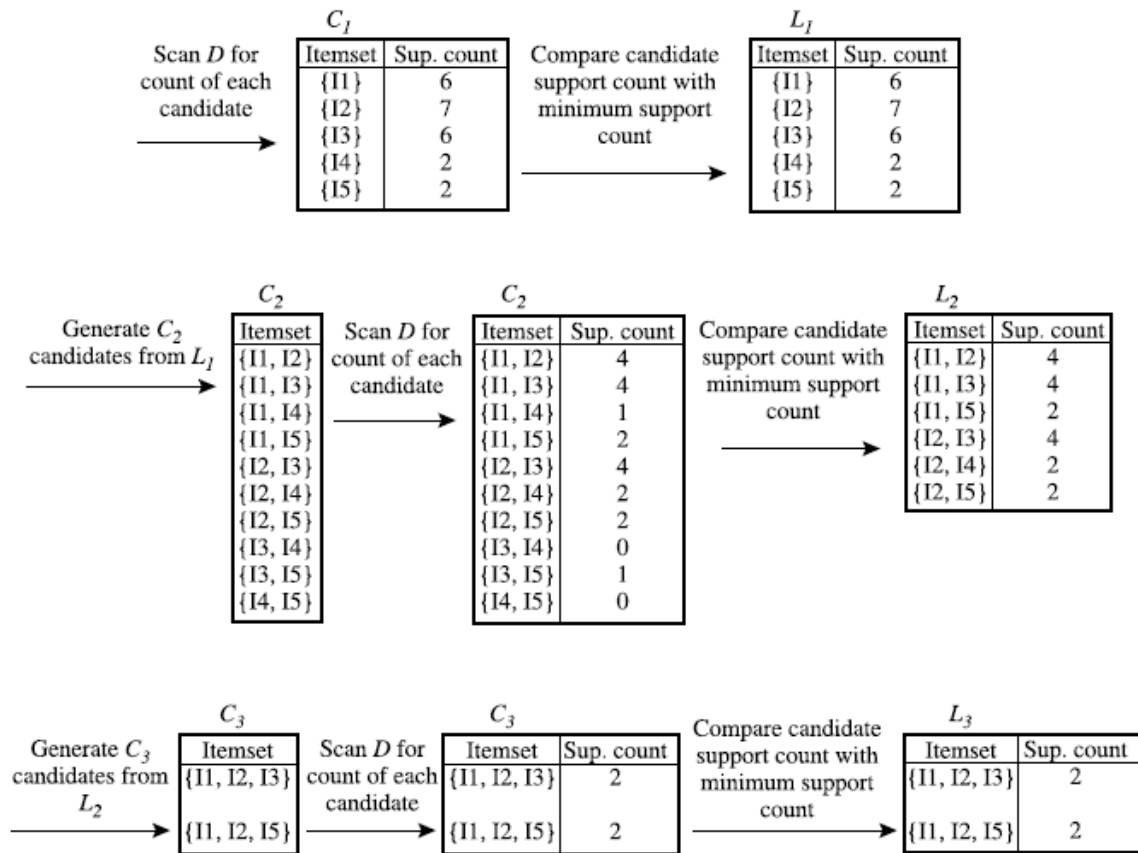 C1
L1
Scan D for
count of each
candidate
Itemset Sup. count
{I1} 6
{I2} 7
{I3} 6
{I4} 2
{I5} 2
Compare candidate
support count with
minimum support
count
Itemset Sup. count
{I1} 6
{I2} 7
{I3} 6
{I4} 2
{I5} 2
Generate C2
candidates from L1
C2
Itemset
{I1, I2}
{I1, I3}
{I1, I4}
{I1, I5}
{I2, I3}
{I2, I4}
{I2, I5}
{I3, I4}
{I3, I5}
{I4, I5}
Scan D for
count of each
candidate
C2
Itemset Sup. count
{I1, I2} 4
{I1, I3} 4
{I1, I4} 1
{I1, I5} 2
{I2, I3} 4
{I2, I4} 2
{I2, I5} 2
{I3, I4} 0
{I3, I5} 1
{I4, I5} 0
Compare candidate
support count with
minimum support
count
L2
Itemset Sup. count
{I1, I2} 4
{I1, I3} 4
{I1, I5} 2
{I2, I3} 4
{I2, I4} 2
{I2, I5} 2
Generate C3
candidates from
L2
C3
Itemset
{I1, I2, I3}
{I1, I2, I5}
Scan D for
count of each
candidate
C3
Itemset Sup. count
{I1, I2, I3} 2
{I1, I2, I5} 2
Compare candidate
support count with
minimum support
count
L3
Itemset Sup. count
{I1, I2, I3} 2
{I1, I2, I5} 2